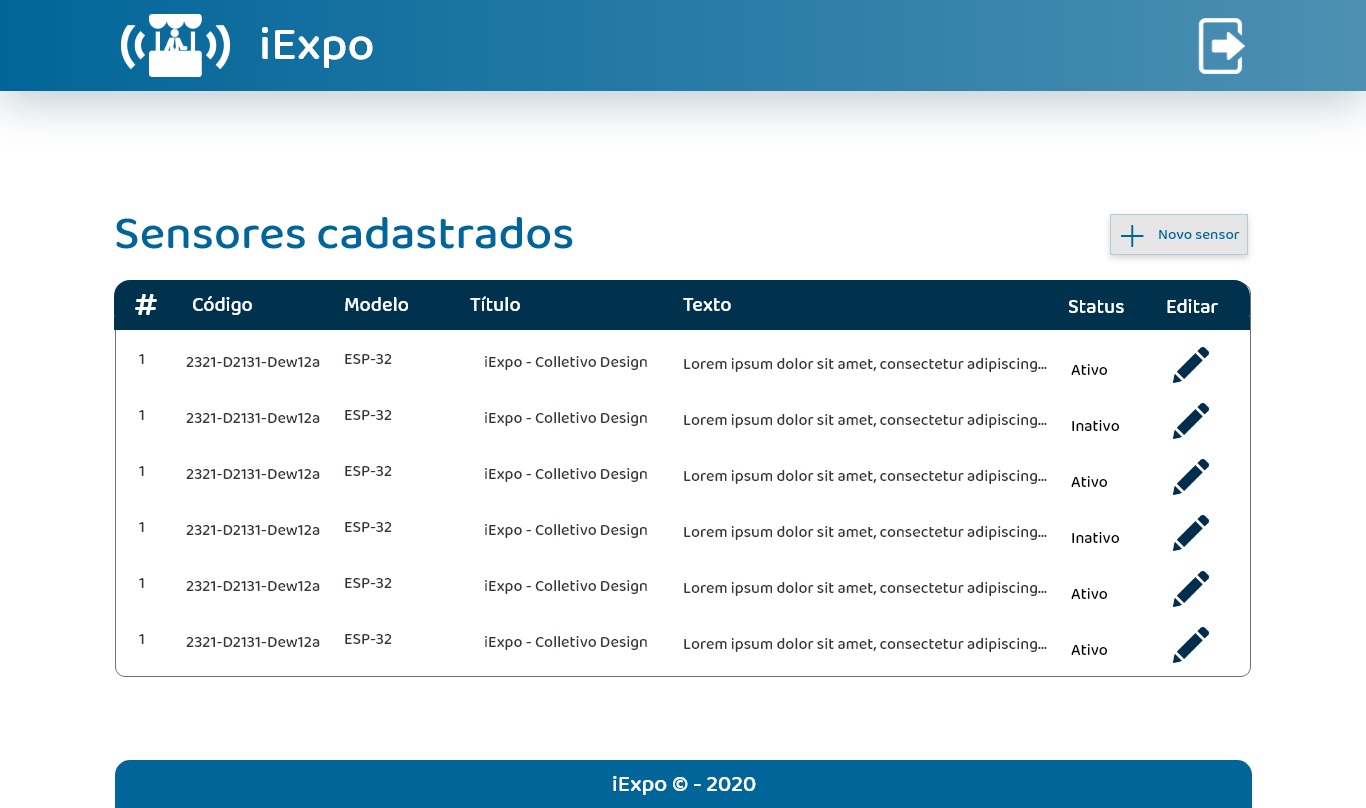 iExpo
Sensores cadastrados
Novo sensor
# Código Modelo Título Texto Status Editar
1 2321-D2131-Dew12a ESP-32 iExpo - Colletivo Design Lorem ipsum dolor sit amet, consectetur adipiscing... Ativo
1 2321-D2131-Dew12a ESP-32 iExpo - Colletivo Design Lorem ipsum dolor sit amet, consectetur adipiscing... Inativo
1 2321-D2131-Dew12a ESP-32 iExpo - Colletivo Design Lorem ipsum dolor sit amet, consectetur adipiscing... Ativo
1 2321-D2131-Dew12a ESP-32 iExpo - Colletivo Design Lorem ipsum dolor sit amet, consectetur adipiscing... Inativo
1 2321-D2131-Dew12a ESP-32 iExpo - Colletivo Design Lorem ipsum dolor sit amet, consectetur adipiscing... Ativo
1 2321-D2131-Dew12a ESP-32 iExpo - Colletivo Design Lorem ipsum dolor sit amet, consectetur adipiscing... Ativo
iExpo © - 2020